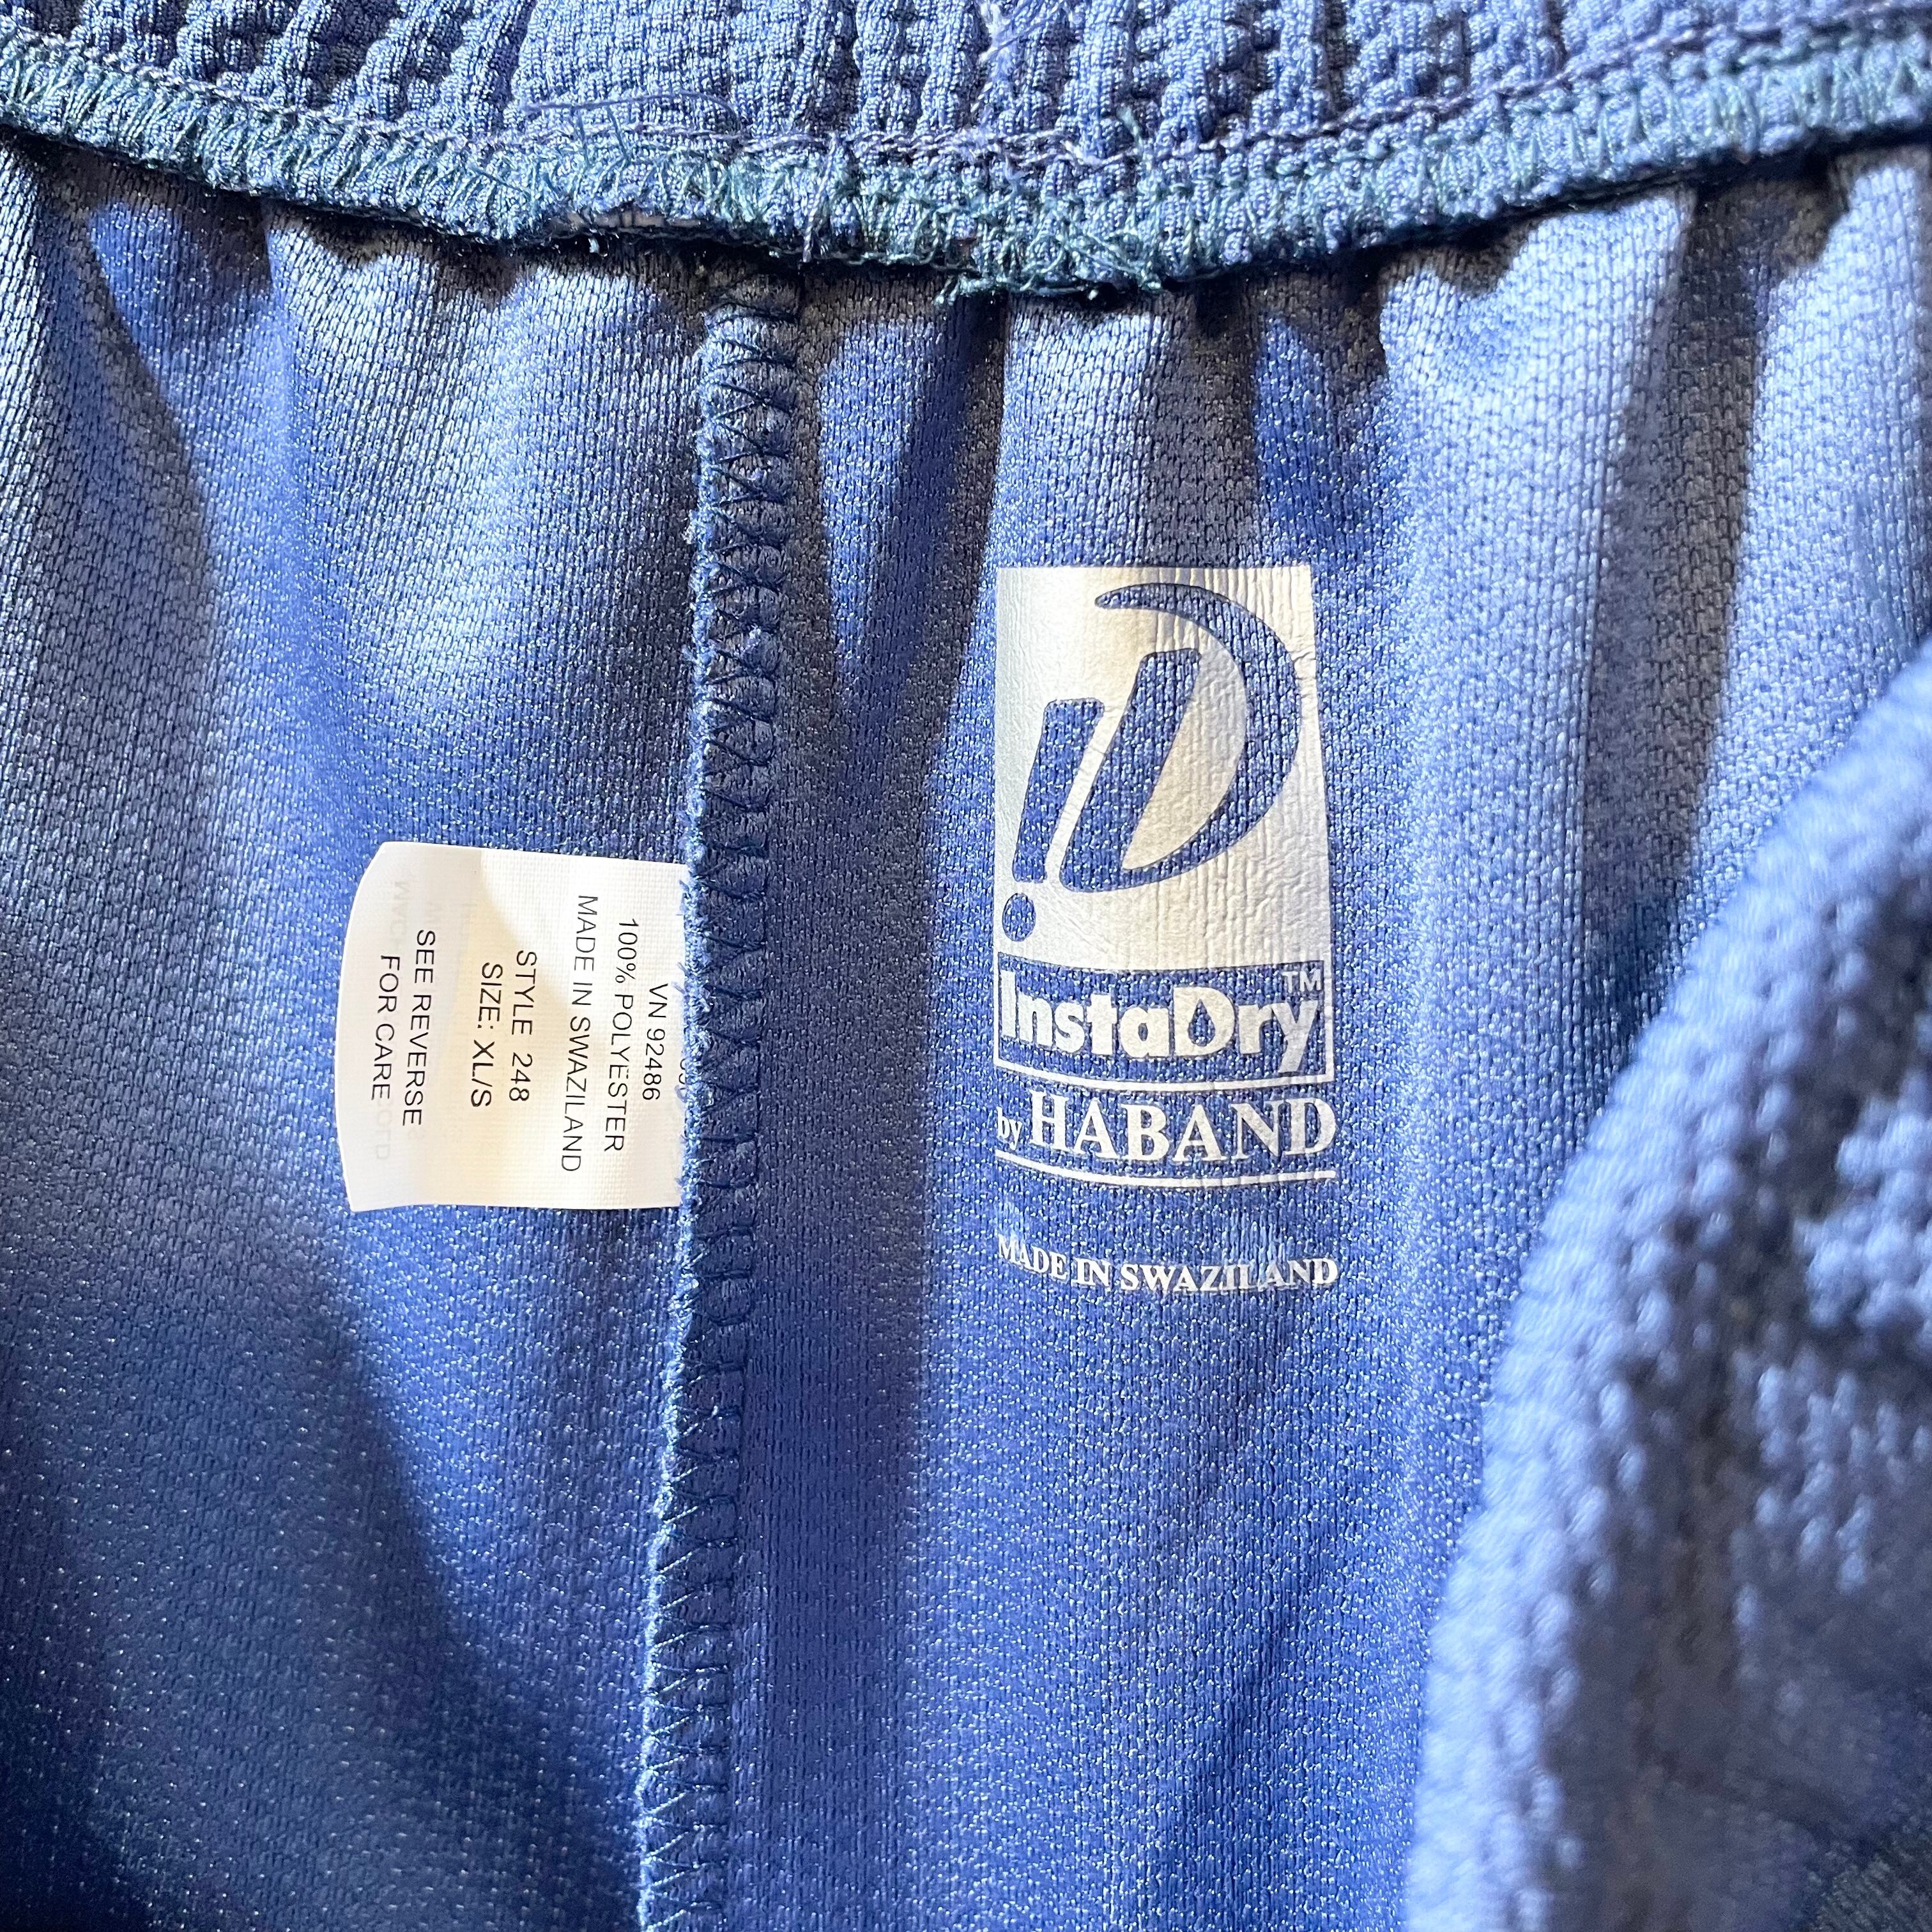 VN 92486
100% POLYESTER
MADE IN SWAZILAND
STYLE 248
SIZE: XL/S
SEE REVERSE
FOR CARE
iD
InstaDry™
by HABAND
MADE IN SWAZILAND